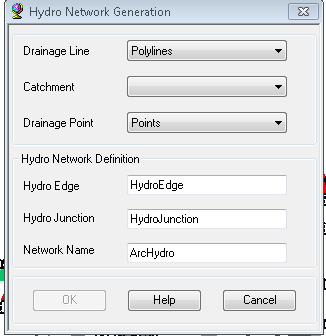 Hydro Network Generation
Drainage Line Polylines
Catchment
Drainage Point Points
Hydro Network Definition
Hydro Edge HydroEdge
Hydro Junction HydroJunction
Network Name ArcHydro
OK Help Cancel